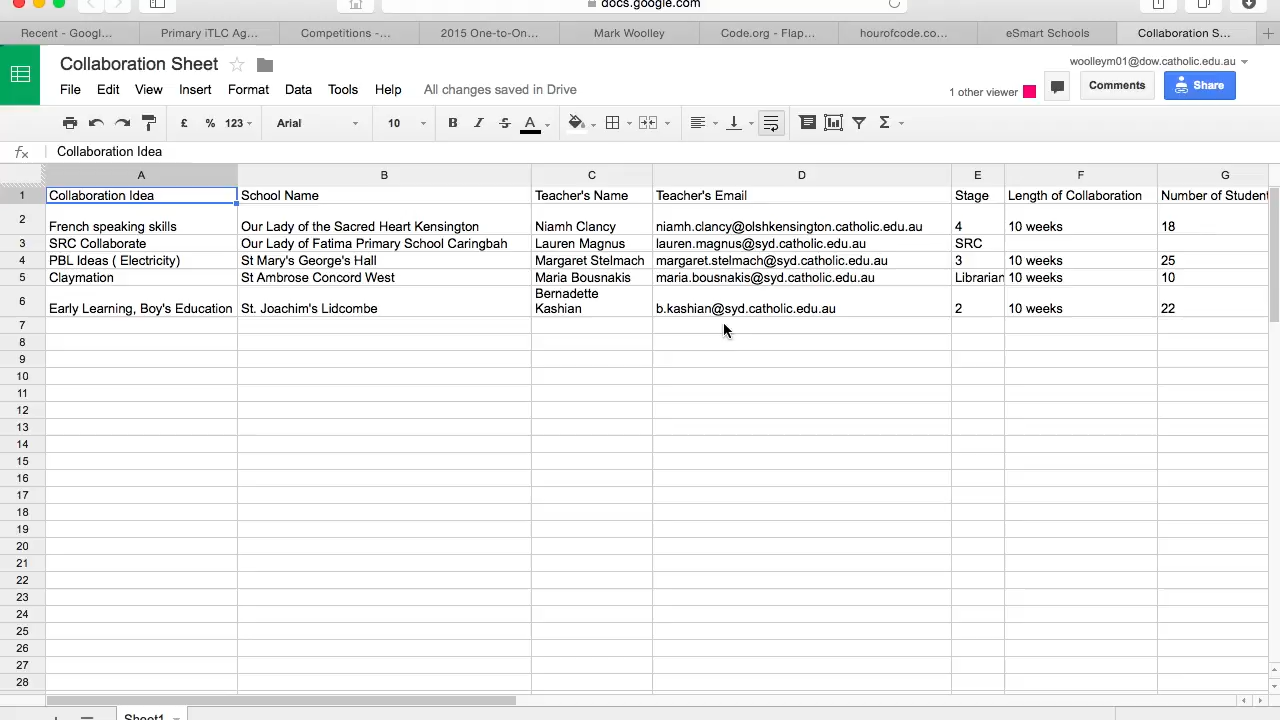 docs.google.com
Recent - Googl...
Primary iTLC Ag...
Competitions -...
2015 One-to-On...
Mark Woolley
Code.org - Flap...
hourofcode.co...
eSmart Schools
Collaboration S...
Collaboration Sheet
woolleym01@dow.catholic.edu.au
File Edit View Insert Format Data Tools Help All changes saved in Drive
1 other viewer
Comments
Share
£ % 123 Arial 10 B I S A Σ
fx Collaboration Idea
A B C D E F G
1 Collaboration Idea School Name Teacher's Name Teacher's Email Stage Length of Collaboration Number of Student
2 French speaking skills Our Lady of the Sacred Heart Kensington Niamh Clancy niamh.clancy@olshkensington.catholic.edu.au 4 10 weeks 18
3 SRC Collaborate Our Lady of Fatima Primary School Caringbah Lauren Magnus lauren.magnus@syd.catholic.edu.au SRC
4 PBL Ideas ( Electricity) St Mary's George's Hall Margaret Stelmach margaret.stelmach@syd.catholic.edu.au 3 10 weeks 25
5 Claymation St Ambrose Concord West Maria Bousnakis maria.bousnakis@syd.catholic.edu.au Librarian 10 weeks 10
6 Early Learning, Boy's Education St. Joachim's Lidcombe Bernadette Kashian b.kashian@syd.catholic.edu.au 2 10 weeks 22
7
8
9
10
11
12
13
14
15
16
17
18
19
20
21
22
23
24
25
26
27
28
Sheet1